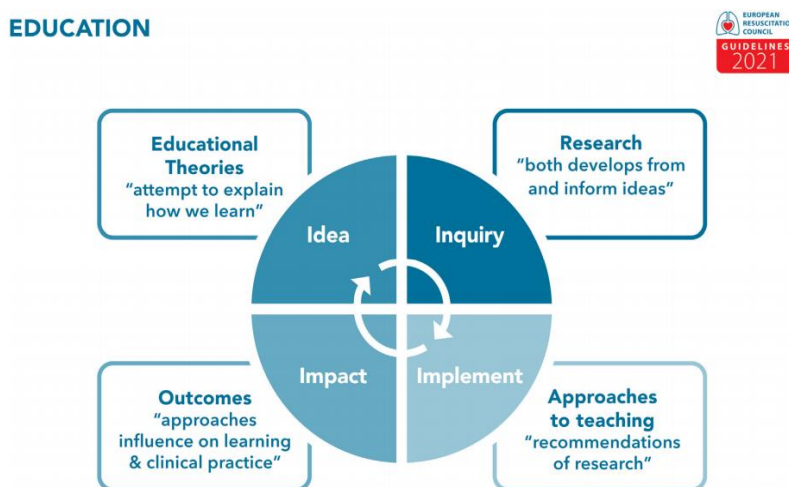 EDUCATION
EUROPEAN
RESUSCITATION
COUNCIL
GUIDELINES
2021
Educational
Theories
“attempt to explain
how we learn”
Research
“both develops from
and inform ideas”
Idea
Inquiry
Impact
Implement
Outcomes
“approaches
influence on learning
& clinical practice”
Approaches
to teaching
“recommendations
of research”